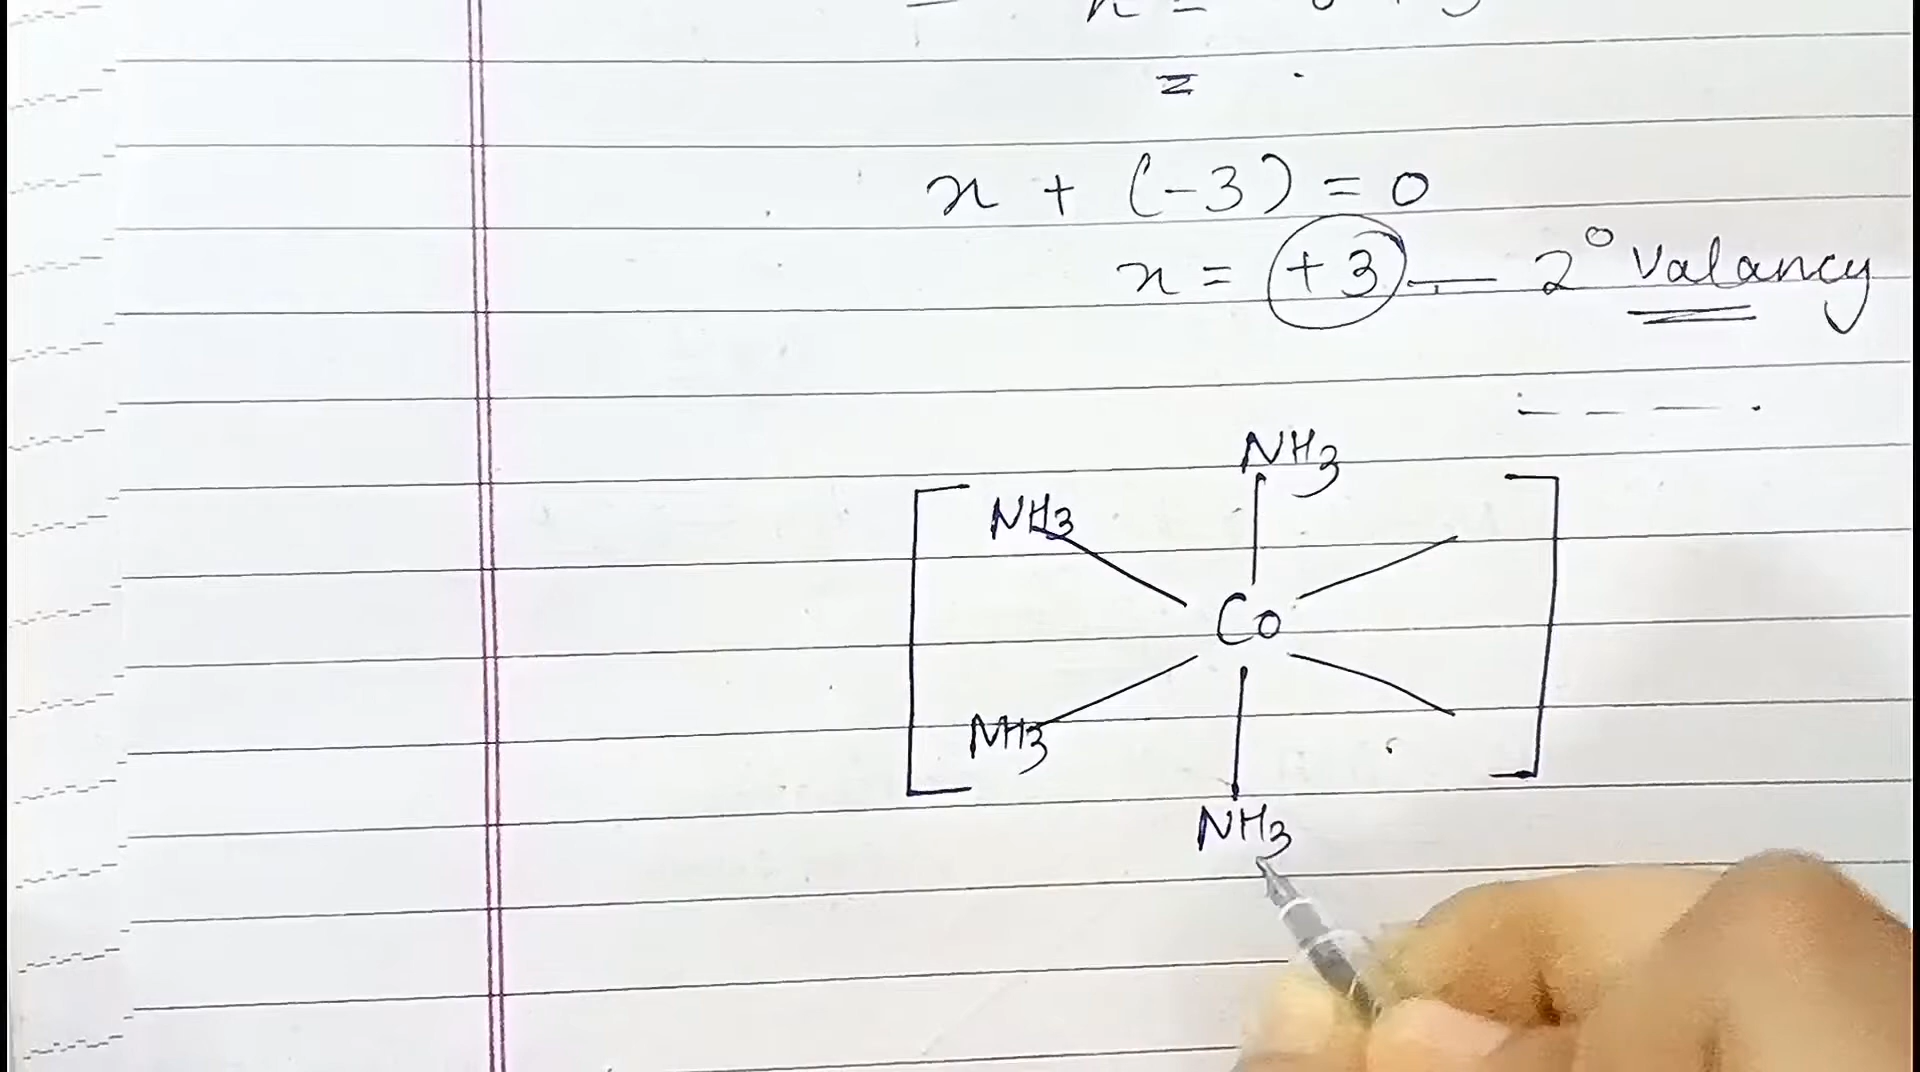 x + (-3) = 0
x = +3 — 2° valancy
NH3
NH3
Co
NH3
NH3